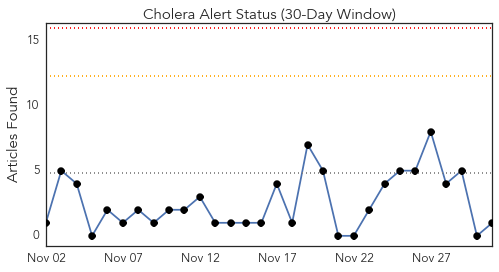 Cholera Alert Status (30-Day Window)
Articles Found
15
10
5
0
Nov 02 Nov 07 Nov 12 Nov 17 Nov 22 Nov 27